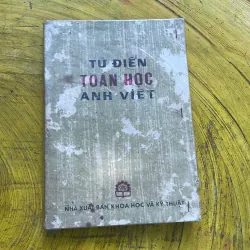 TỪ ĐIỂN
TOÁN HỌC
ANH VIỆT
NHÀ XUẤT BẢN KHOA HỌC VÀ KỸ THUẬT